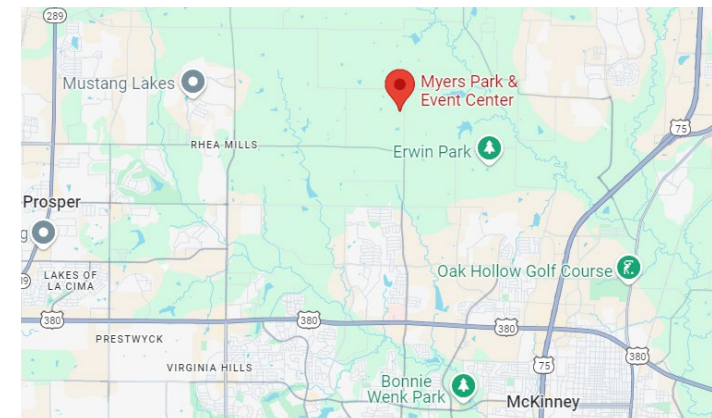 289
Mustang Lakes
Myers Park &
Event Center
75
RHEA MILLS
Erwin Park
Prosper
g
LAKES OF
LA CIMA
Oak Hollow Golf Course
380
380
380
PRESTWYCK
VIRGINIA HILLS
75
380
Bonnie
Wenk Park
McKinney